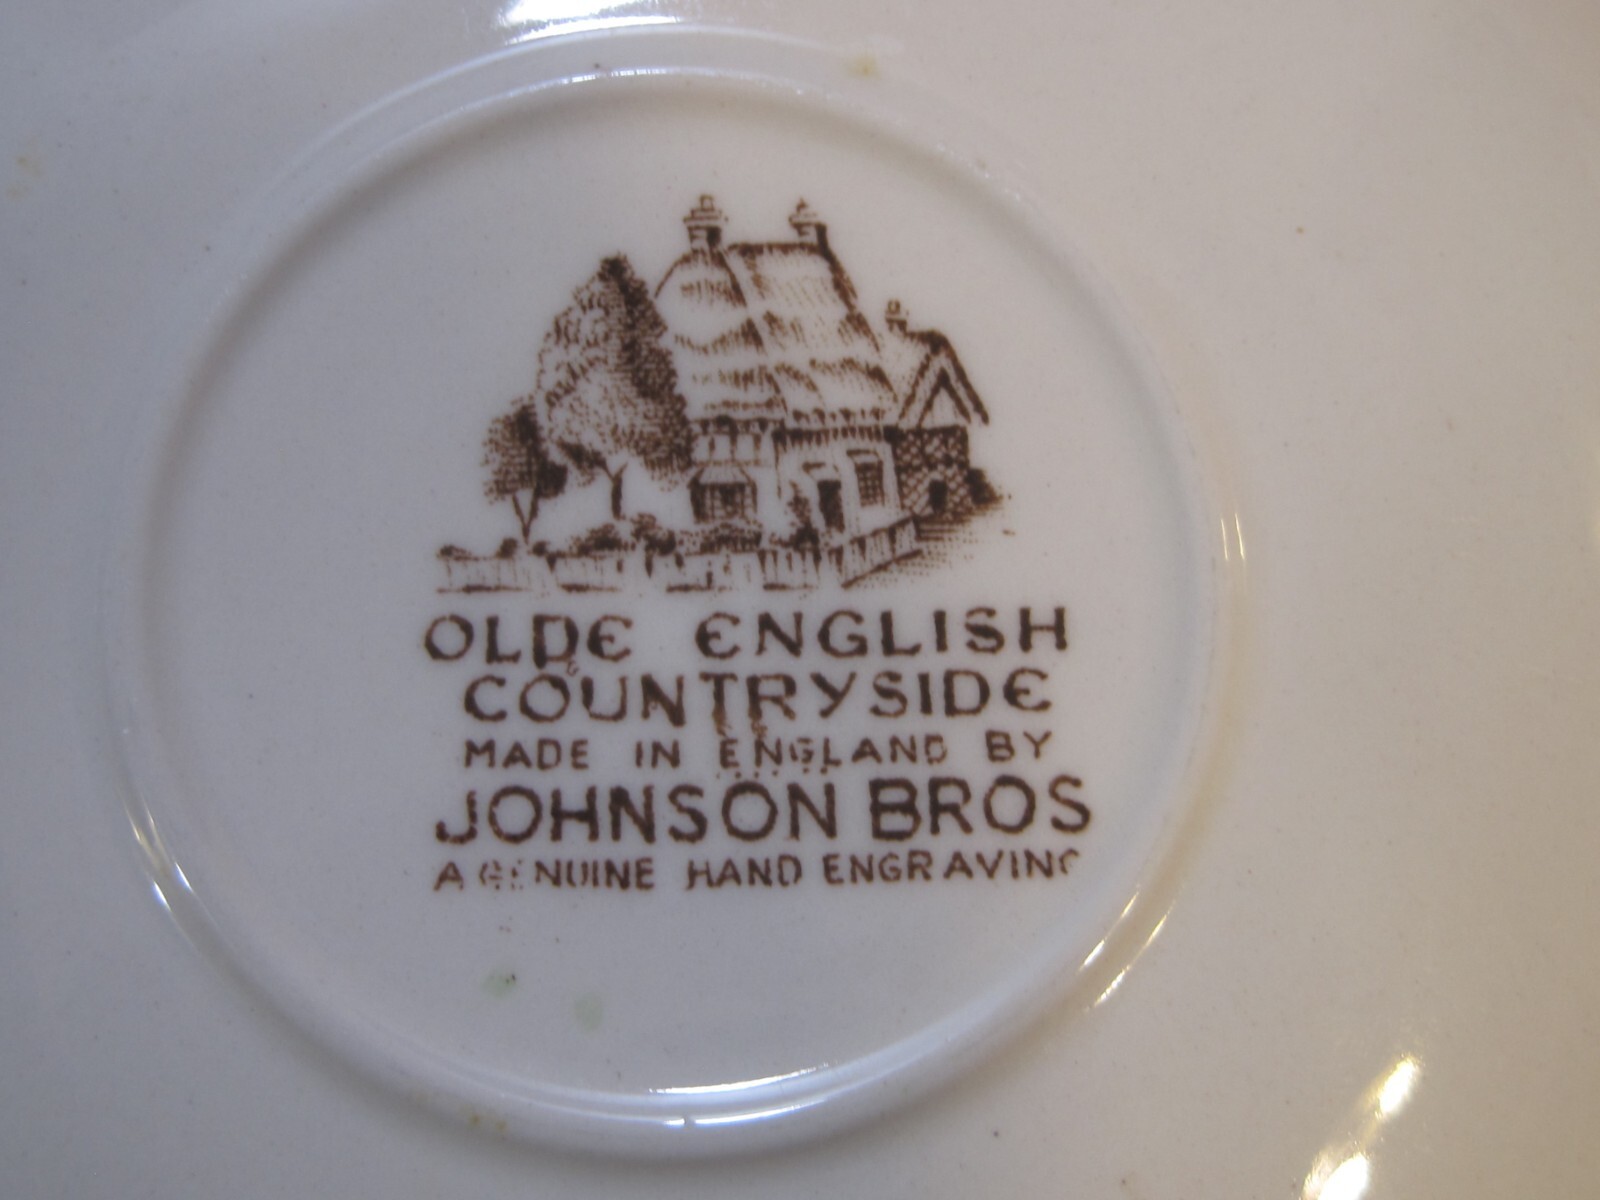 OLDE ENGLISH
COUNTRYSIDE
MADE IN ENGLAND BY
JOHNSON BROS
A GENUINE HAND ENGRAVING